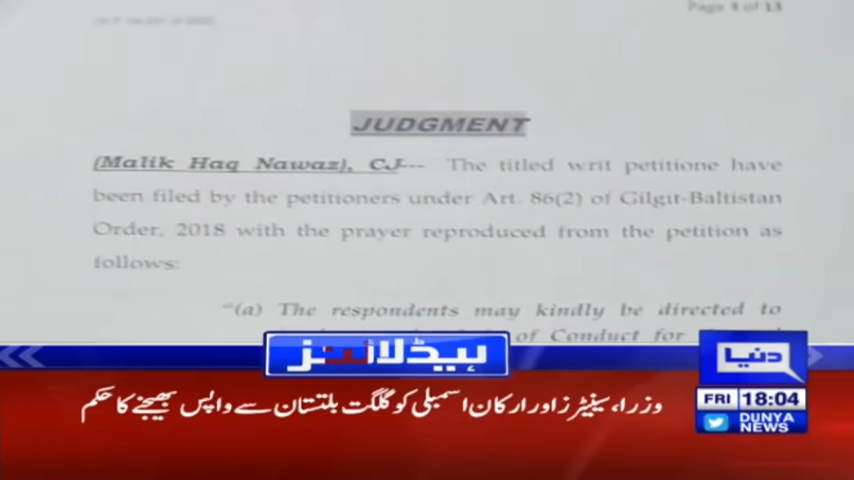 Page 3 of 13
JUDGMENT
(Malik Haq Nawaz), CJ--- The titled writ petitione have
been filed by the petitioners under Art. 86(2) of Gilgit-Baltistan
Order, 2018 with the prayer reproduced from the petition as
follows:
"(a) The respondents may kindly be directed to
of Conduct for
ہیڈلائنز
دنیا
وزرا، سینیٹرز اور ارکان اسمبلی کو گلگت بلتستان سے واپس بھیجنے کا حکم
FRI 18:04
DUNYA
NEWS